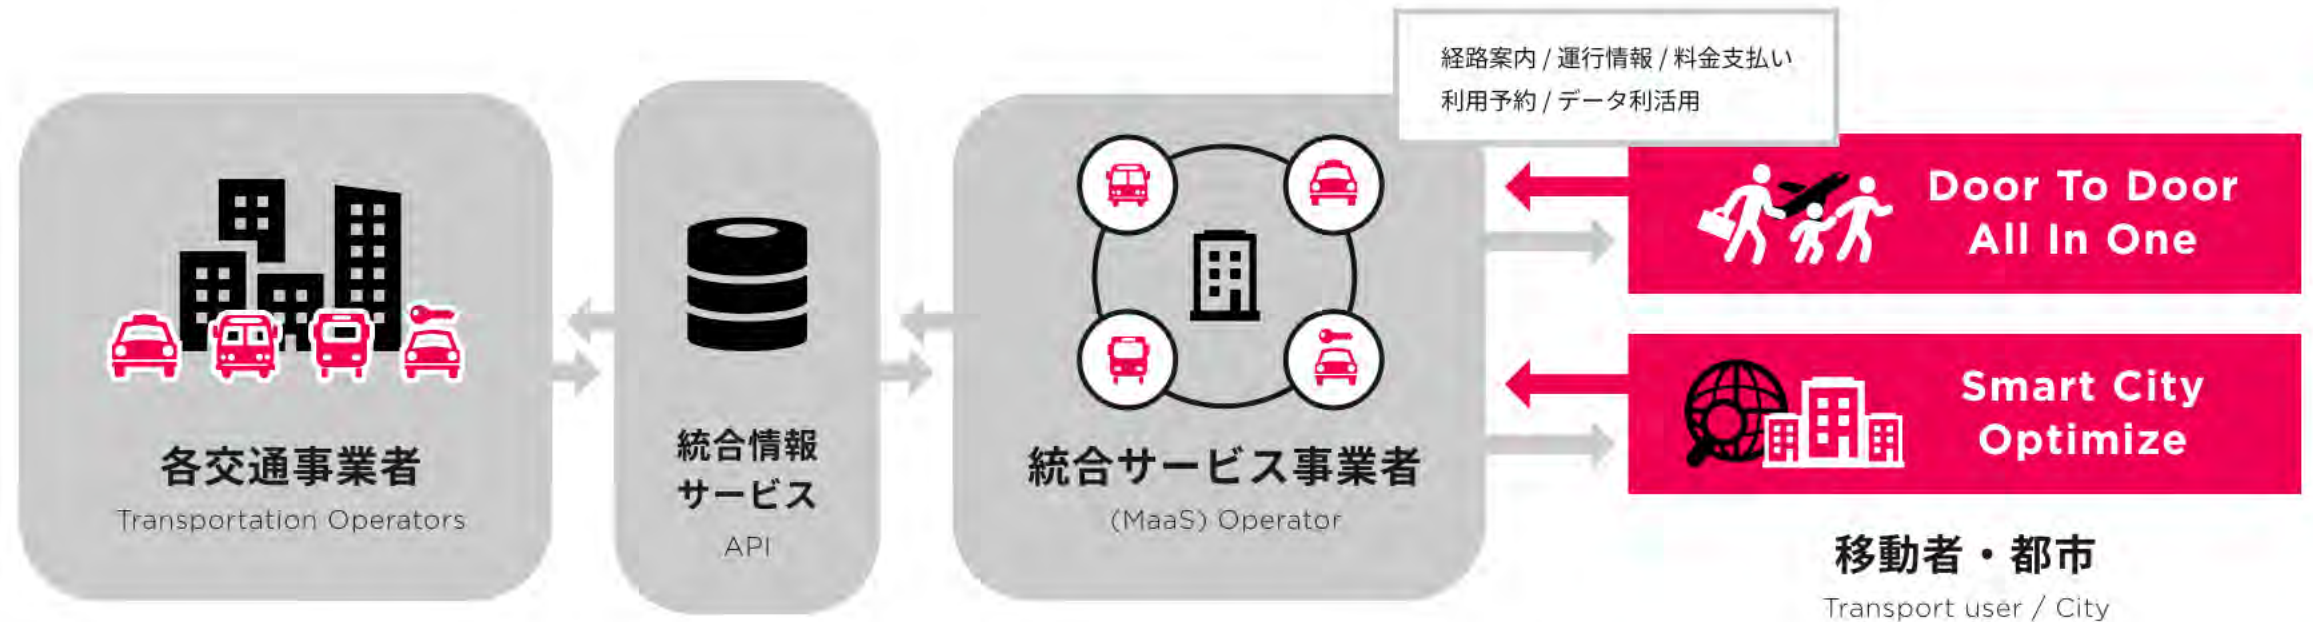 経路案内 / 運行情報 / 料金支払い
利用予約 / データ利活用
各交通事業者
Transportation Operators
統合情報
サービス
API
統合サービス事業者
(MaaS) Operator
Door To Door
All In One
Smart City
Optimize
移動者・都市
Transport user / City